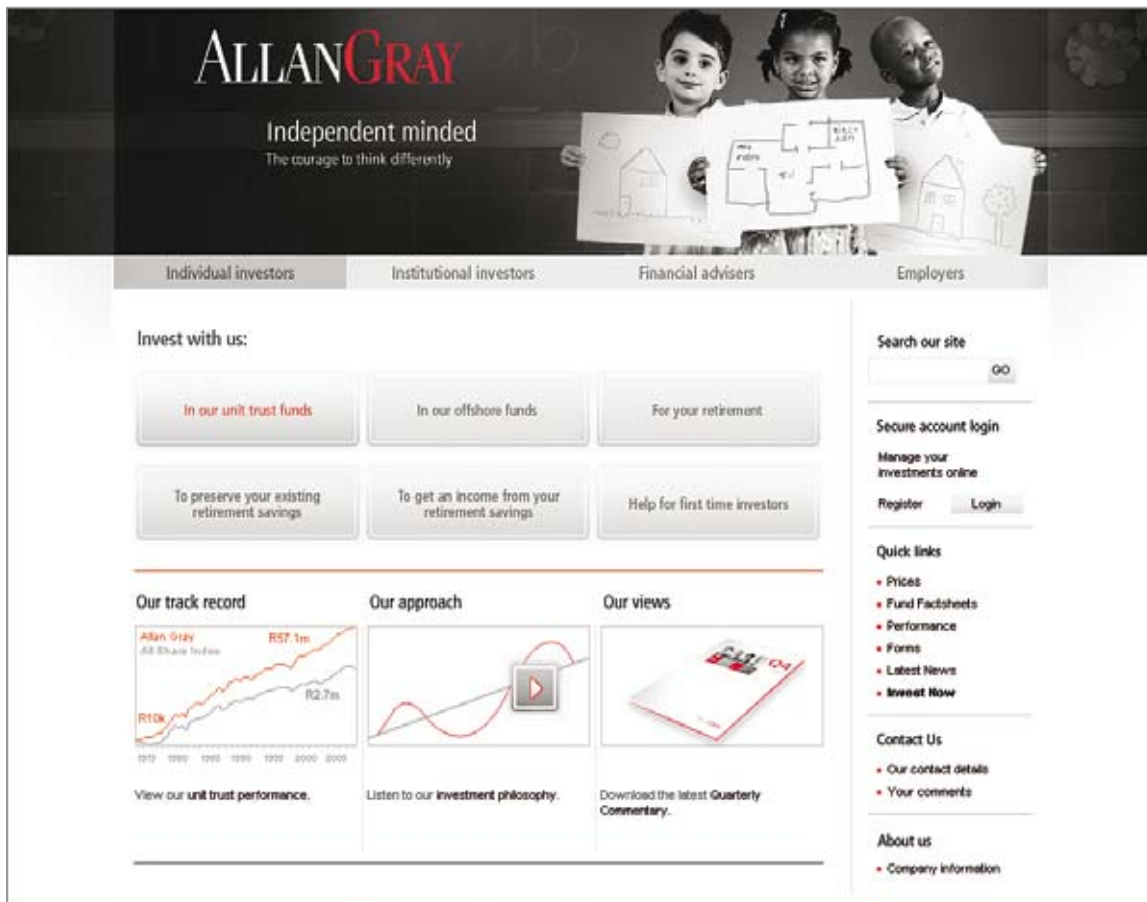 ALLANGRAY
Independent minded
The courage to think differently
Individual investors
Institutional investors
Financial advisers
Employers
Invest with us:
In our unit trust funds
In our offshore funds
For your retirement
To preserve your existing
retirement savings
To get an income from your
retirement savings
Help for first time investors
Our track record
Allan Gray
All Share Index
R57.1m
R2.7m
R10k
View our unit trust performance.
Our approach
Listen to our investment philosophy.
Our views
Q4
Download the latest Quarterly
Commentary.
Search our site
GO
Secure account login
Manage your
investments online
Register
Login
Quick links
Prices
Fund Factsheets
Performance
Forms
Latest News
Invest Now
Contact Us
Our contact details
Your comments
About us
Company information